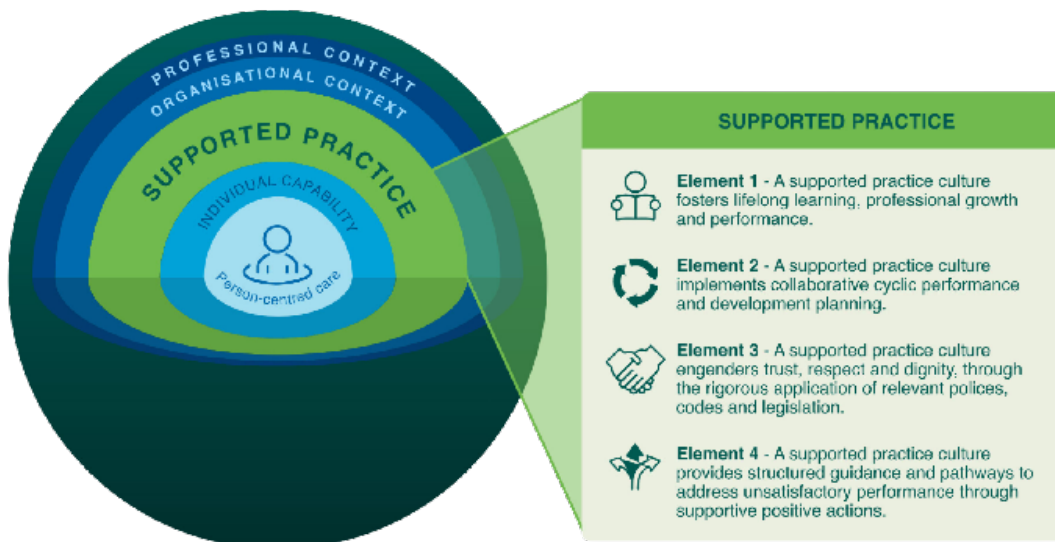 PROFESSIONAL CONTEXT
ORGANISATIONAL CONTEXT
SUPPORTED PRACTICE
INDIVIDUAL CAPABILITY
Person-centred care
SUPPORTED PRACTICE
Element 1 - A supported practice culture
fosters lifelong learning, professional growth
and performance.
Element 2 - A supported practice culture
implements collaborative cyclic performance
and development planning.
Element 3 - A supported practice culture
engenders trust, respect and dignity, through
the rigorous application of relevant polices,
codes and legislation.
Element 4 - A supported practice culture
provides structured guidance and pathways to
address unsatisfactory performance through
supportive positive actions.